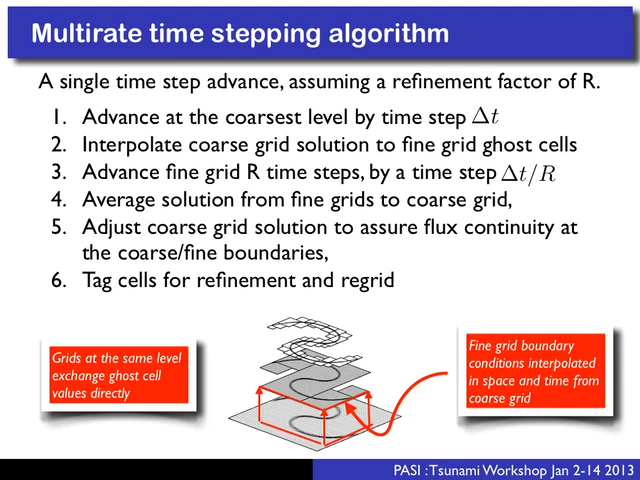 Multirate time stepping algorithm
A single time step advance, assuming a refinement factor of R.
1. Advance at the coarsest level by time step Δt
2. Interpolate coarse grid solution to fine grid ghost cells
3. Advance fine grid R time steps, by a time step Δt/R
4. Average solution from fine grids to coarse grid,
5. Adjust coarse grid solution to assure flux continuity at
the coarse/fine boundaries,
6. Tag cells for refinement and regrid
Grids at the same level
exchange ghost cell
values directly
Fine grid boundary
conditions interpolated
in space and time from
coarse grid
PASI : Tsunami Workshop Jan 2-14 2013